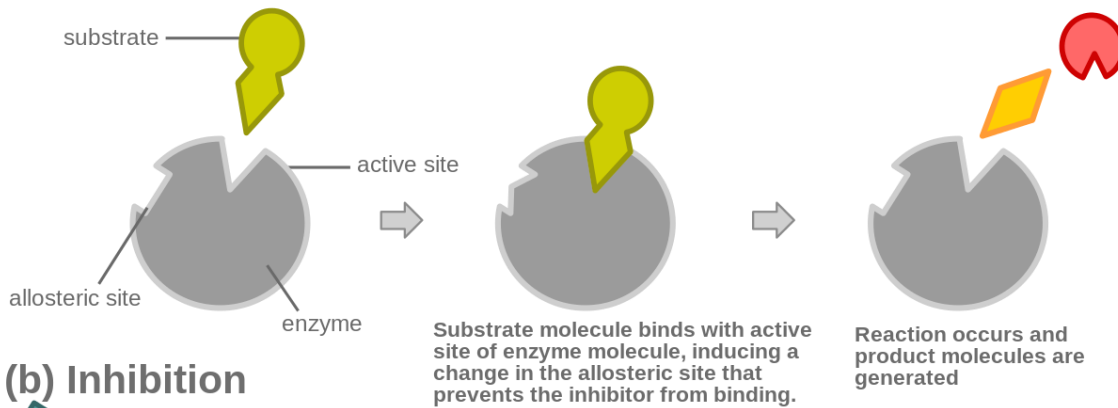 substrate
active site
allosteric site
enzyme
Substrate molecule binds with active
site of enzyme molecule, inducing a
change in the allosteric site that
prevents the inhibitor from binding.
Reaction occurs and
product molecules are
generated
(b) Inhibition